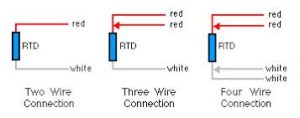 red
RTD
white
Two Wire
Connection
red
red
RTD
white
Three Wire
Connection
red
red
RTD
white
white
Four Wire
Connection